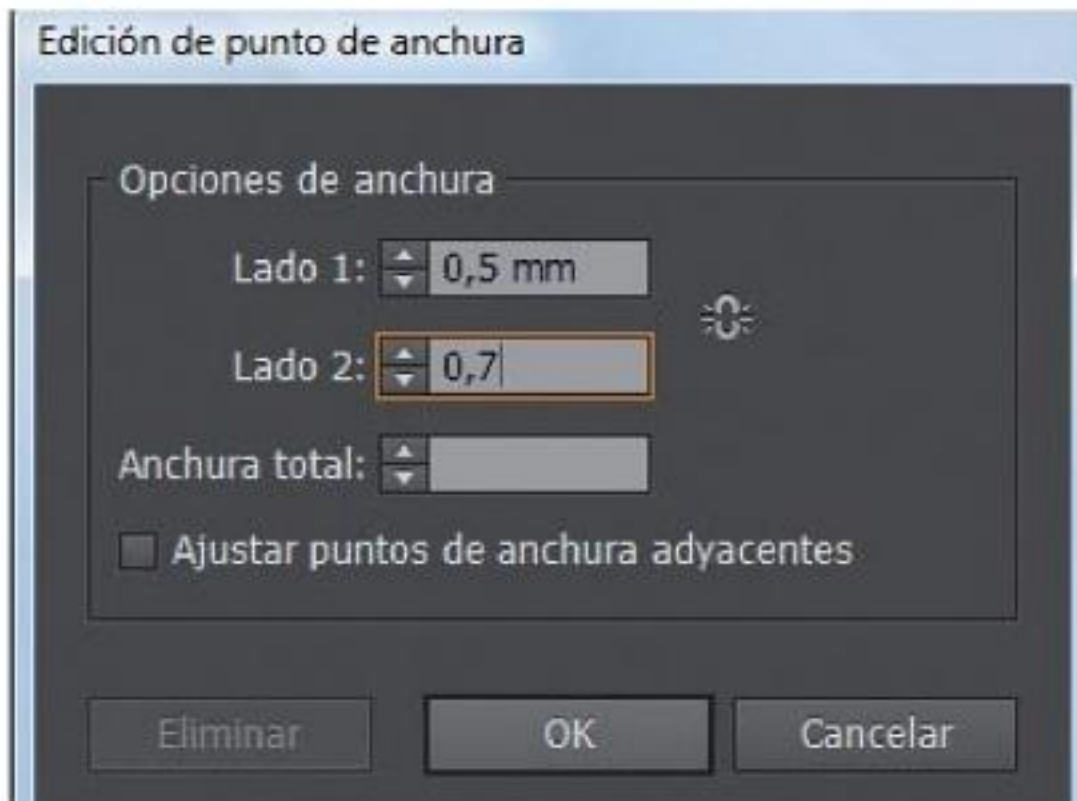 Edición de punto de anchura
Opciones de anchura
Lado 1: 0,5 mm
Lado 2: 0,7
Anchura total:
Ajustar puntos de anchura adyacentes
Eliminar OK Cancelar